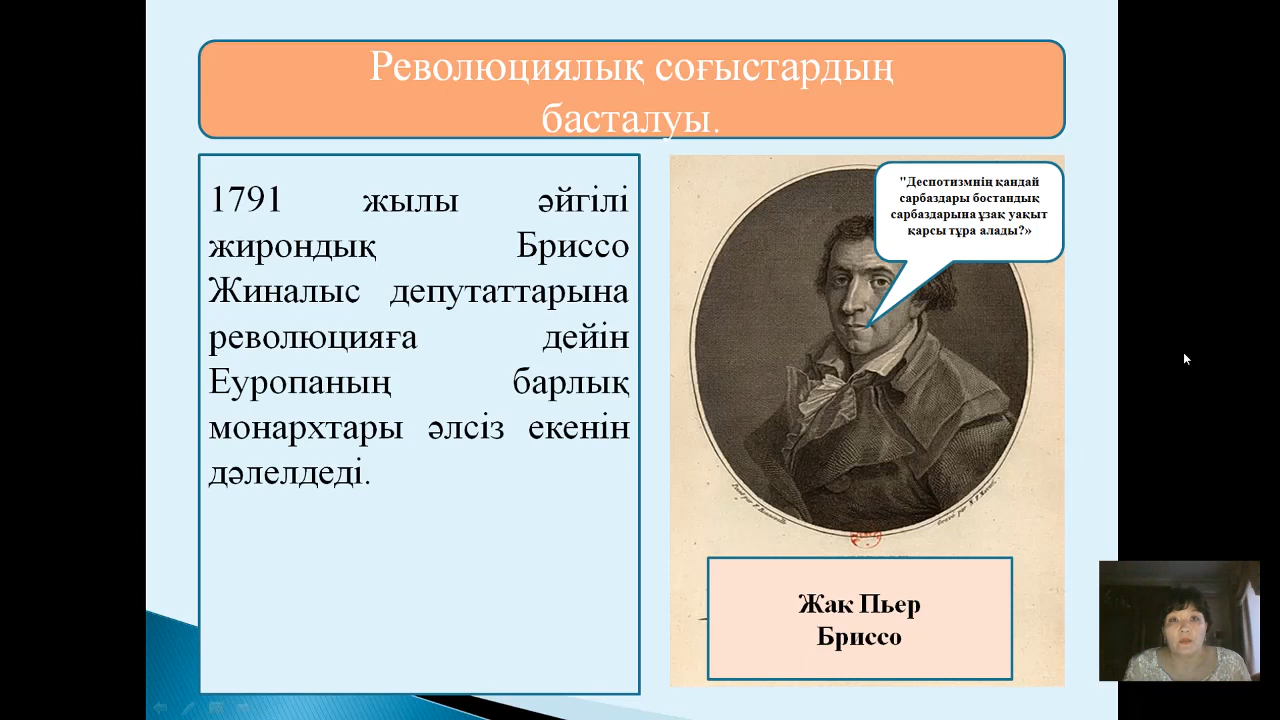 Революциялық соғыстардың
басталуы.
1791 жылы әйгілі
жирондық Бриссо
Жиналыс депутаттарына
революцияға дейін
Еуропаның барлық
монархтары әлсіз екенін
дәлелдеді.
"Деспотизмнің қандай
сарбаздары бостандық
сарбаздарына ұзақ уақыт
қарсы тұра алады?»
Жак Пьер
Бриссо